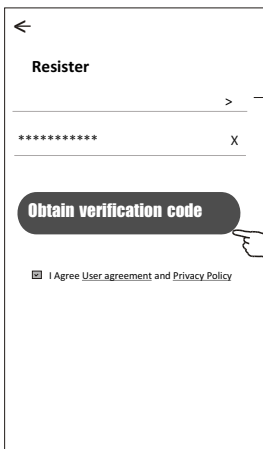 Resister
>
*********** X
Obtain verification code
I Agree User agreement and Privacy Policy